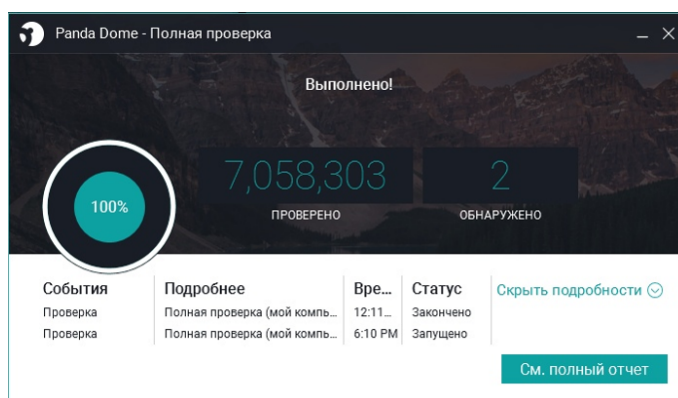 Panda Dome - Полная проверка
Выполнено!
100%
7,058,303
2
ПРОВЕРЕНО
ОБНАРУЖЕНО
События Подробнее Вре... Статус Скрыть подробности
Проверка Полная проверка (мой компь... 12:11... Закончено
Проверка Полная проверка (мой компь... 6:10 PM Запущено
См. полный отчет